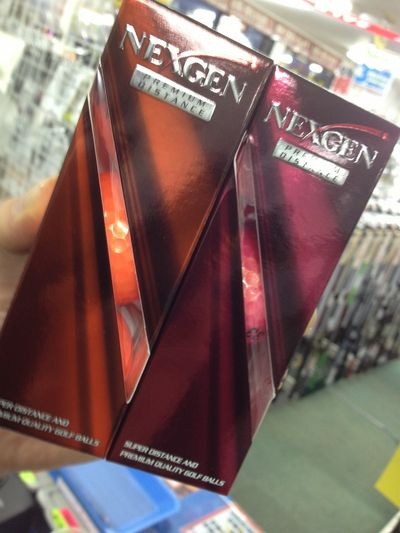 NEXGEN
PREMIUM
DISTANCE
PER DISTANCE AND
PREMIUM QUALITY GOLF BALLS
NEXGEN
PREMIUM
DISTANCE
SUPER DISTANCE AND
PREMIUM QUALITY GOLF BALLS